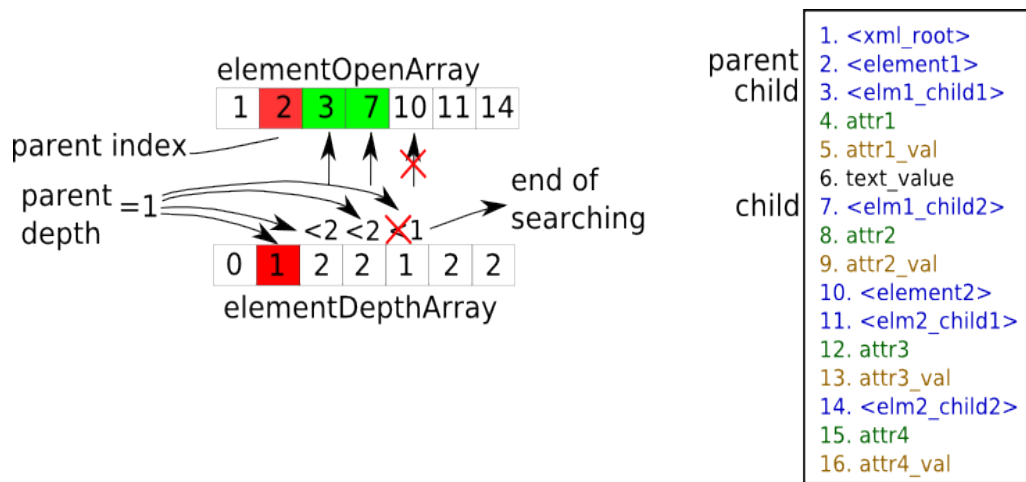 elementOpenArray
1 2 3 7 10 11 14
parent index
parent
depth
=1
end of
searching
<2 <2 <1
0 1 2 2 1 2 2
elementDepthArray
parent
child
child
1. <xml_root>
2. <element1>
3. <elm1_child1>
4. attr1
5. attr1_val
6. text_value
7. <elm1_child2>
8. attr2
9. attr2_val
10. <element2>
11. <elm2_child1>
12. attr3
13. attr3_val
14. <elm2_child2>
15. attr4
16. attr4_val